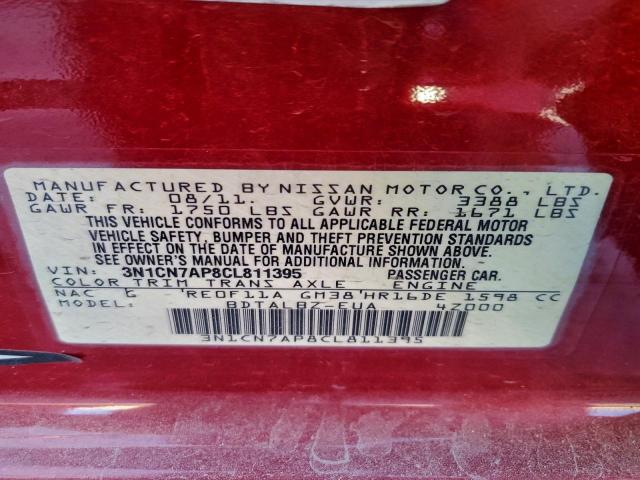 MANUFACTURED BY NISSAN MOTOR CO., LTD.
DATE: 08/11. GVWR: 3388 LBS
GAWR FR: 1750 LBS GAWR RR: 1671 LBS
THIS VEHICLE CONFORMS TO ALL APPLICABLE FEDERAL MOTOR
VEHICLE SAFETY, BUMPER AND THEFT PREVENTION STANDARDS
IN EFFECT ON THE DATE OF MANUFACTURE SHOWN ABOVE.
SEE OWNER'S MANUAL FOR ADDITIONAL INFORMATION.
VIN: 3N1CN7AP8CL811395 PASSENGER CAR.
COLOR TRIM TRANS AXLE ENGINE
NAC G RE0F11A GM38 HR16DE 1598 CC
MODEL: BDTALBZ-EUA 47000
3N1CN7AP8CL811395